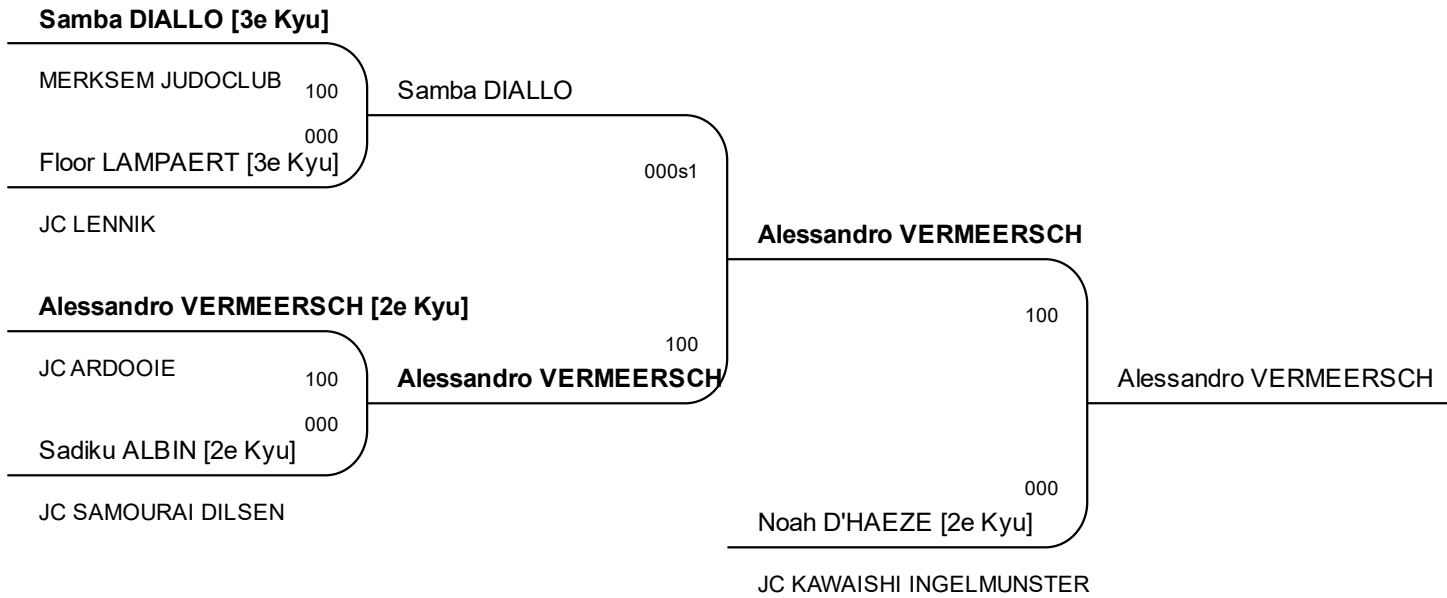 Samba DIALLO [3e Kyu]
MERKSEM JUDOCLUB
100
Samba DIALLO
000
Floor LAMPAERT [3e Kyu]
000s1
JC LENNIK
Alessandro VERMEERSCH
Alessandro VERMEERSCH [2e Kyu]
100
100
JC ARDOOIE
100
Alessandro VERMEERSCH
Alessandro VERMEERSCH
000
Sadiku ALBIN [2e Kyu]
000
JC SAMOURAI DILSEN
Noah D'HAEZE [2e Kyu]
JC KAWAISHI INGELMUNSTER